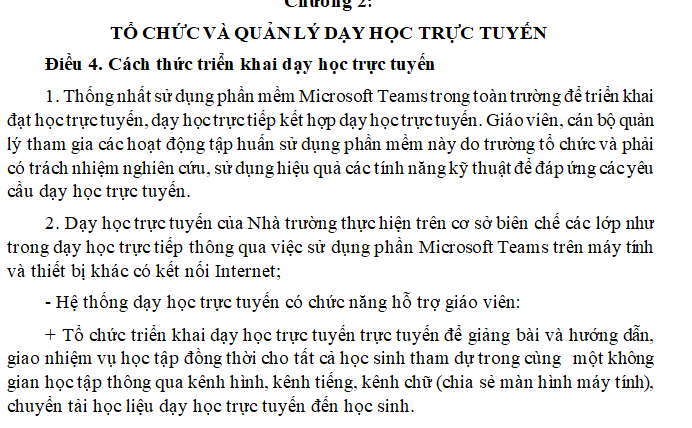 Chương 2:
TỔ CHỨC VÀ QUẢN LÝ DẠY HỌC TRỰC TUYẾN
Điều 4. Cách thức triển khai dạy học trực tuyến
1. Thống nhất sử dụng phần mềm Microsoft Teams trong toàn trường để triển khai
đạt học trực tuyến, dạy học trực tiếp kết hợp dạy học trực tuyến. Giáo viên, cán bộ quản
lý tham gia các hoạt động tập huấn sử dụng phần mềm này do trường tổ chức và phải
có trách nhiệm nghiên cứu, sử dụng hiệu quả các tính năng kỹ thuật để đáp ứng các yêu
cầu dạy học trực tuyến.
2. Dạy học trực tuyến của Nhà trường thực hiện trên cơ sở biên chế các lớp như
trong dạy học trực tiếp thông qua việc sử dụng phần Microsoft Teams trên máy tính
và thiết bị khác có kết nối Internet;
- Hệ thống dạy học trực tuyến có chức năng hỗ trợ giáo viên:
+ Tổ chức triển khai dạy học trực tuyến trực tuyến để giảng bài và hướng dẫn,
giao nhiệm vụ học tập đồng thời cho tất cả học sinh tham dự trong cùng một không
gian học tập thông qua kênh hình, kênh tiếng, kênh chữ (chia sẻ màn hình máy tính),
chuyển tải học liệu dạy học trực tuyến đến học sinh.